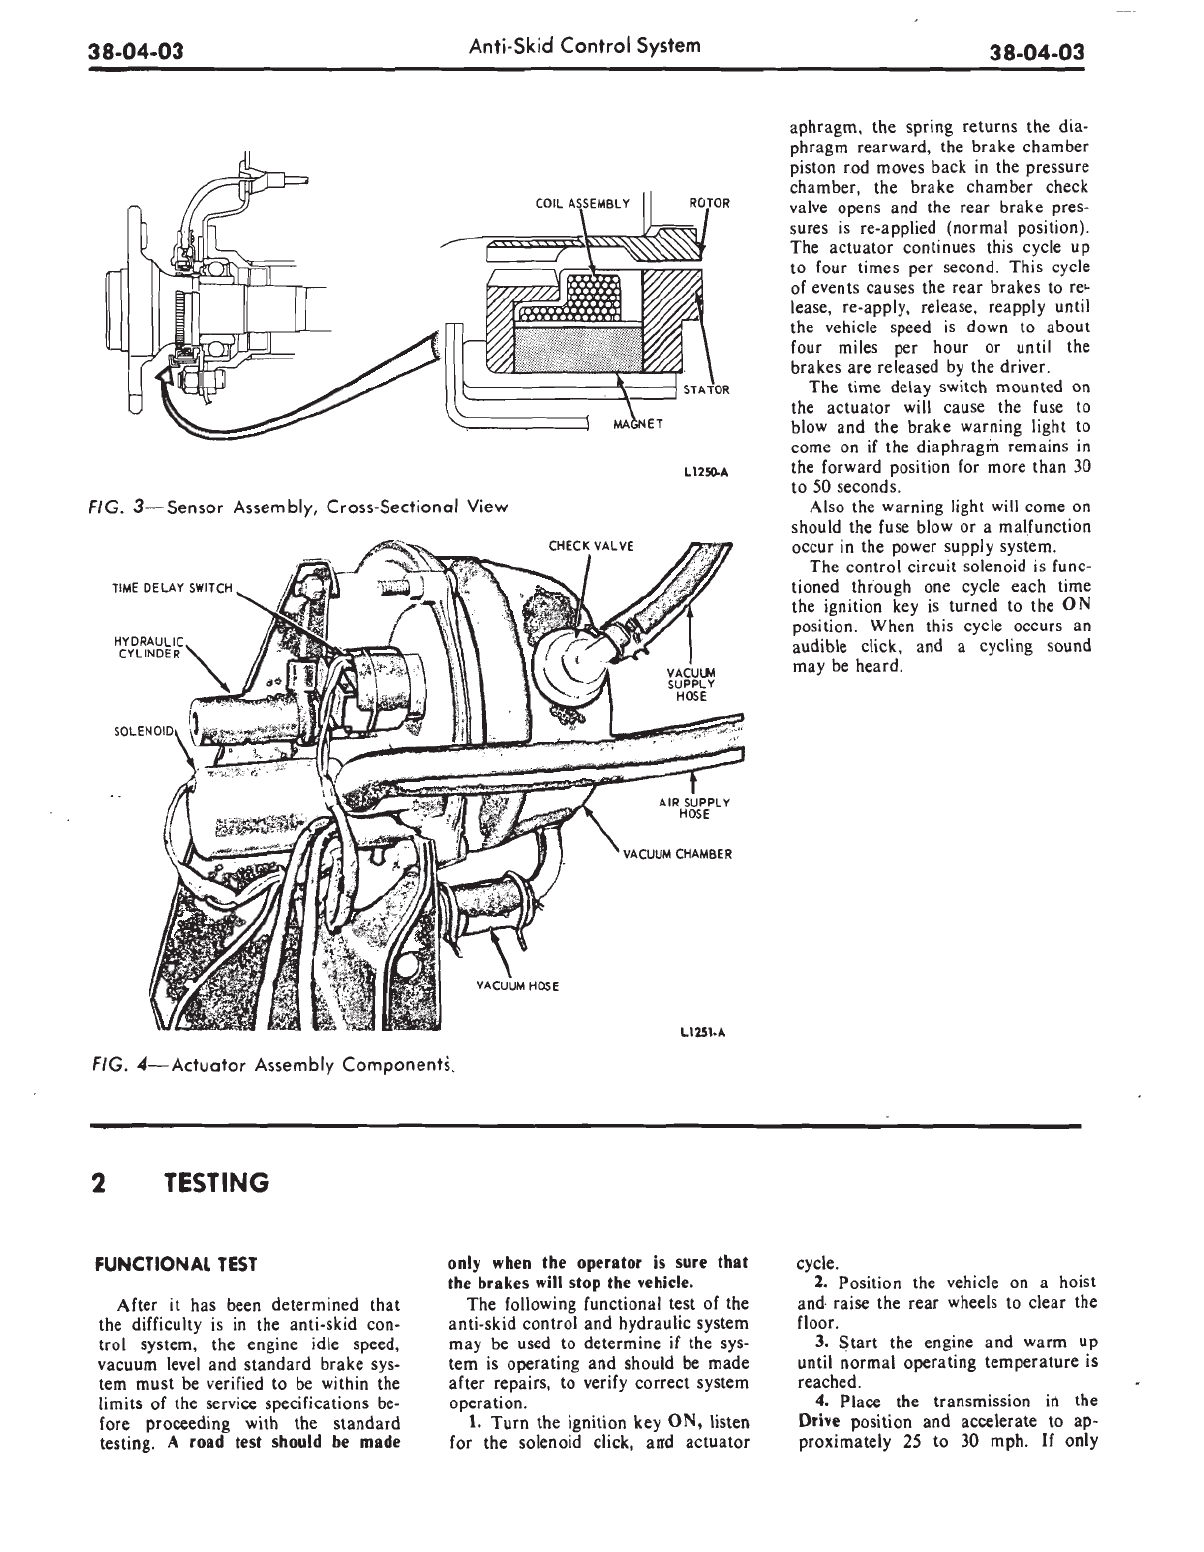 38-04-03
Anti-Skid Control System
38-04-03
COIL ASSEMBLY
ROTOR
STATOR
MAGNET
L1250-A
FIG. 3—Sensor Assembly, Cross-Sectional View
CHECK VALVE
TIME DELAY SWITCH
HYDRAULIC
CYLINDER
VACUUM
SUPPLY
HOSE
SOLENOID
AIR SUPPLY
HOSE
VACUUM CHAMBER
VACUUM HOSE
L1251-A
FIG. 4—Actuator Assembly Components.
aphragm, the spring returns the dia-
phragm rearward, the brake chamber
piston rod moves back in the pressure
chamber, the brake chamber check
valve opens and the rear brake pres-
sures is re-applied (normal position).
The actuator continues this cycle up
to four times per second. This cycle
of events causes the rear brakes to re-
lease, re-apply, release, reapply until
the vehicle speed is down to about
four miles per hour or until the
brakes are released by the driver.
The time delay switch mounted on
the actuator will cause the fuse to
blow and the brake warning light to
come on if the diaphragm remains in
the forward position for more than 30
to 50 seconds.
Also the warning light will come on
should the fuse blow or a malfunction
occur in the power supply system.
The control circuit solenoid is func-
tioned through one cycle each time
the ignition key is turned to the ON
position. When this cycle occurs an
audible click, and a cycling sound
may be heard.
2 TESTING
FUNCTIONAL TEST
After it has been determined that
the difficulty is in the anti-skid con-
trol system, the engine idle speed,
vacuum level and standard brake sys-
tem must be verified to be within the
limits of the service specifications be-
fore proceeding with the standard
testing. A road test should be made
only when the operator is sure that
the brakes will stop the vehicle.
The following functional test of the
anti-skid control and hydraulic system
may be used to determine if the sys-
tem is operating and should be made
after repairs, to verify correct system
operation.
1. Turn the ignition key ON, listen
for the solenoid click, and actuator
cycle.
2. Position the vehicle on a hoist
and raise the rear wheels to clear the
floor.
3. Start the engine and warm up
until normal operating temperature is
reached.
4. Place the transmission in the
Drive position and accelerate to ap-
proximately 25 to 30 mph. If only